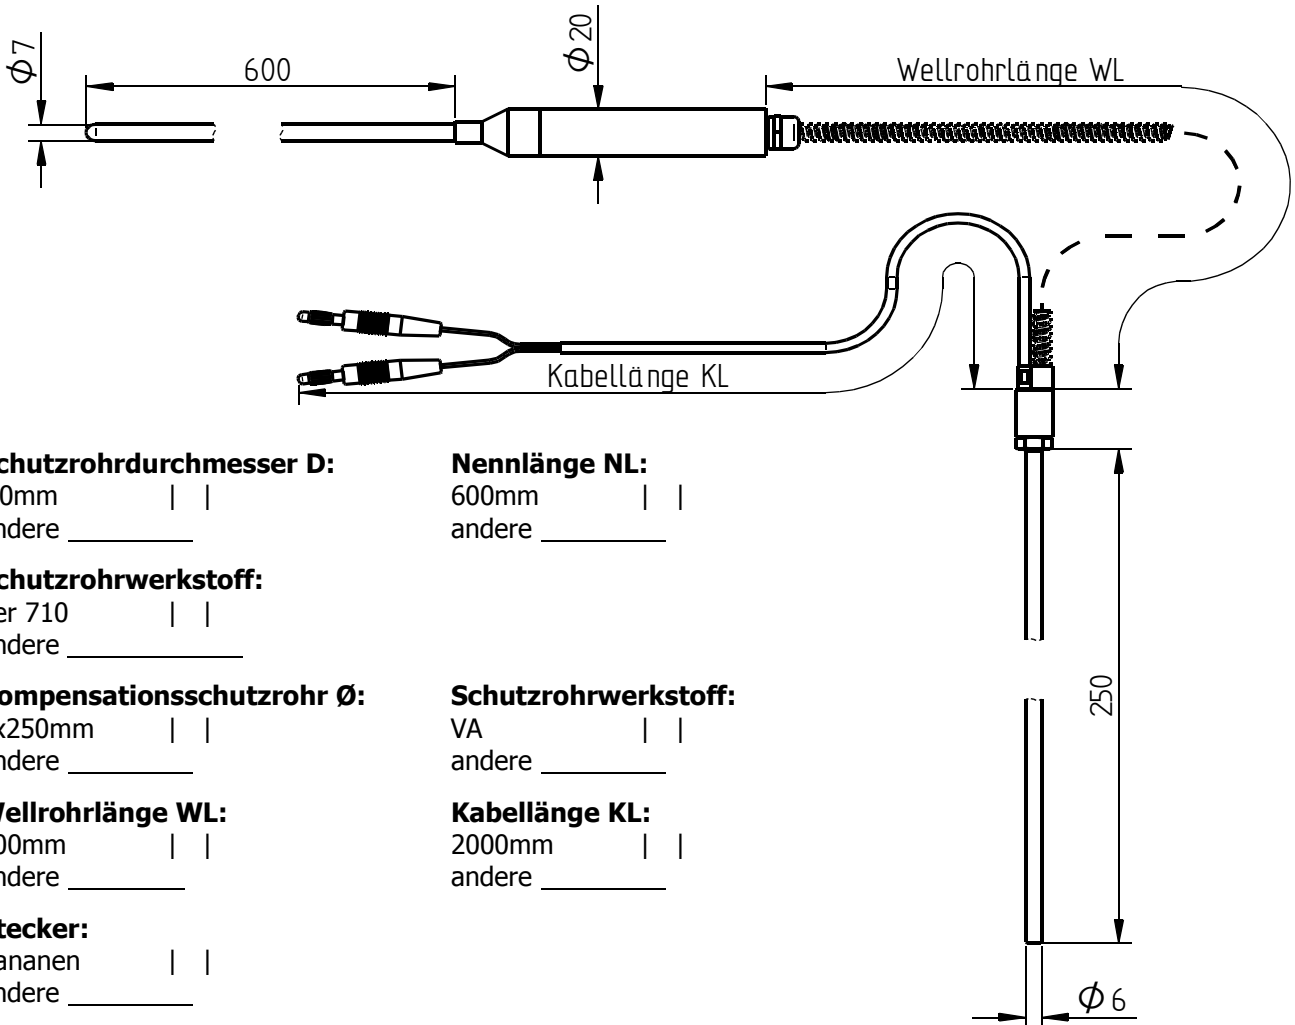 ϕ7
600
ϕ20
Wellrohrlänge WL
Kabellänge KL
chutzrohrdurchmesser D:
0mm | |
ndere
Nennlänge NL:
600mm | |
andere
chutzrohrwerkstoff:
er 710 | |
ndere
ompensationsschutzrohr Ø:
x250mm | |
ndere
Schutzrohrwerkstoff:
VA | |
andere
Wellrohrlänge WL:
00mm | |
ndere
Kabellänge KL:
2000mm | |
andere
tecker:
ananen | |
ndere
250
ϕ6